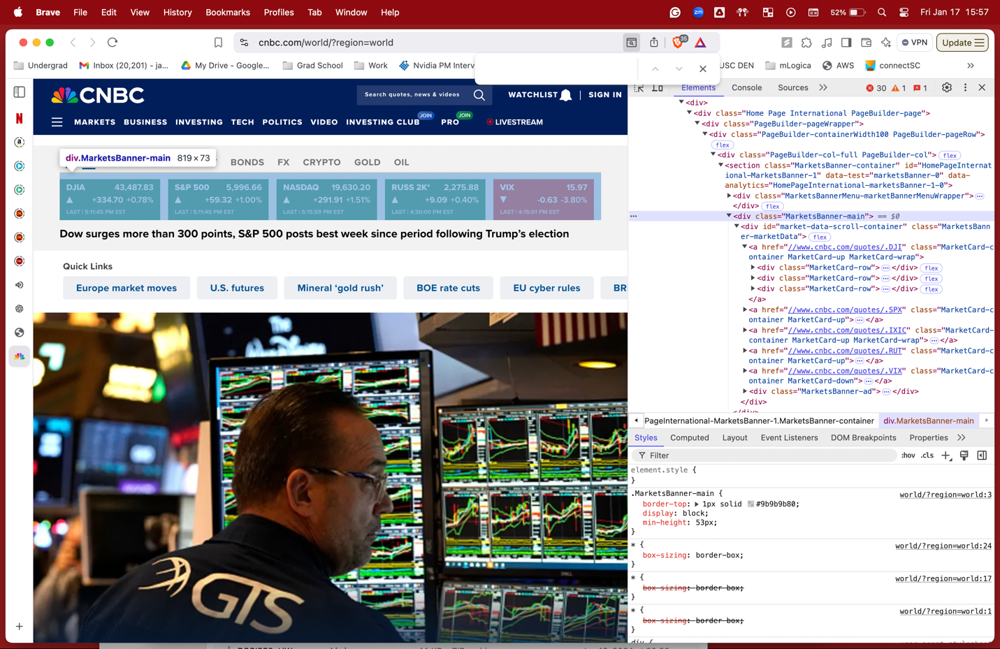 Brave File Edit View History Bookmarks Profiles Tab Window Help
zm 52% Fri Jan 17 15:57
cnbc.com/world/?region=world
35
VPN
Update
Undergrad Inbox (20,201) - ja... My Drive - Google... Grad School Work Nvidia PM Interv
USC DEN mLogica AWS connectSC »
CNBC
Search quotes, news & videos
WATCHLIST SIGN IN
MARKETS BUSINESS INVESTING TECH POLITICS VIDEO INVESTING CLUB JOIN PRO JOIN LIVESTREAM
div.MarketsBanner-main 819 × 73
BONDS FX CRYPTO GOLD OIL
DJIA 43,487.83
+334.70 +0.78%
LAST | 5:11:45 PM EST
S&P 500 5,996.66
+59.32 +1.00%
LAST | 5:11:45 PM EST
NASDAQ 19,630.20
+291.91 +1.51%
LAST | 5:15:59 PM EST
RUSS 2K* 2,275.88
+9.09 +0.40%
LAST | 4:30:00 PM EST
VIX 15.97
-0.63 -3.80%
LAST | 4:15:01 PM EST
Dow surges more than 300 points, S&P 500 posts best week since period following Trump's election
Quick Links
Europe market moves U.S. futures Mineral ‘gold rush’ BOE rate cuts EU cyber rules BR
GTS
DELL
Elements Console Sources » 30 1 1
<div>
<div class="Home Page International PageBuilder-page">
<div class="PageBuilder-pageWrapper">
<div class="PageBuilder-containerWidth100 PageBuilder-pageRow">
flex
<div class="PageBuilder-col-full PageBuilder-col"> flex
<section class="MarketsBanner-container" id="HomePageInternat
ional-MarketsBanner-1" data-test="marketsBanner-0" data-
analytics="HomePageInternational-marketsBanner-1-0">
<div class="MarketsBannerMenu-marketBannerMenuWrapper"> …
</div> flex
… <div class="MarketsBanner-main"> == $0
<div id="market-data-scroll-container" class="MarketsBann
er-marketData"> flex
<a href="//www.cnbc.com/quotes/.DJI" class="MarketCard-c
ontainer MarketCard-up MarketCard-wrap">
<div class="MarketCard-row"> … </div> flex
<div class="MarketCard-row"> … </div> flex
<div class="MarketCard-row"> … </div> flex
</a>
<a href="//www.cnbc.com/quotes/.SPX" class="MarketCard-c
ontainer MarketCard-up"> … </a>
<a href="//www.cnbc.com/quotes/.IXIC" class="MarketCard-
container MarketCard-up MarketCard-wrap"> … </a>
<a href="//www.cnbc.com/quotes/.RUT" class="MarketCard-c
ontainer MarketCard-up"> … </a>
<a href="//www.cnbc.com/quotes/.VIX" class="MarketCard-c
ontainer MarketCard-down"> … </a>
<div class="MarketsBanner-ad"> … </div>
</div>
PageInternational-MarketsBanner-1.MarketsBanner-container div.MarketsBanner-main
Styles Computed Layout Event Listeners DOM Breakpoints Properties »
Filter :hov .cls
element.style {
}
.MarketsBanner-main { world/?region=world:3
border-top: 1px solid #9b9b9b80;
display: block;
min-height: 53px;
}
* { world/?region=world:24
box-sizing: border-box;
}
* { world/?region=world:17
box-sizing: border-box;
}
* { world/?region=world:1
box-sizing: border-box;
}
div {